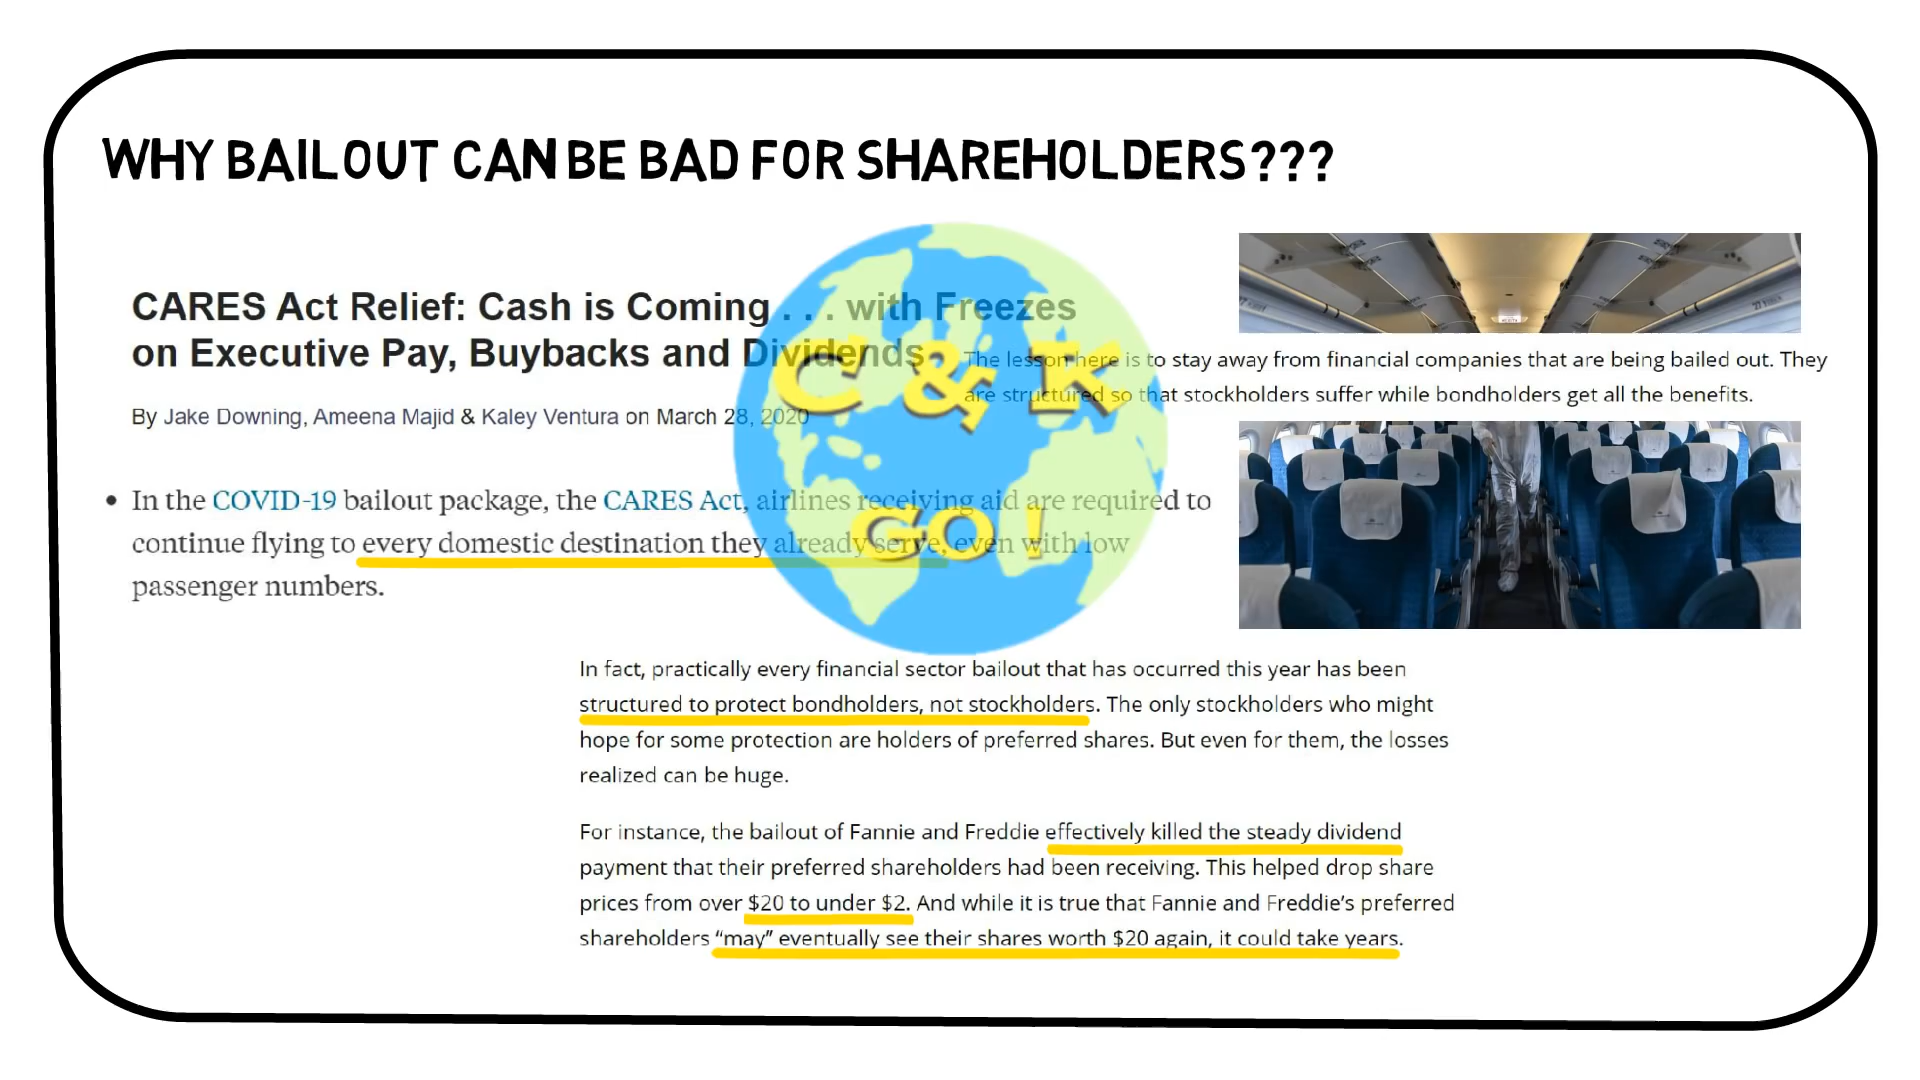 WHY BAILOUT CAN BE BAD FOR SHAREHOLDERS???
CARES Act Relief: Cash is Coming . . . with Freezes
on Executive Pay, Buybacks and Dividends
By Jake Downing, Ameena Majid & Kaley Ventura on March 28, 2020
The lesson here is to stay away from financial companies that are being bailed out. They
are structured so that stockholders suffer while bondholders get all the benefits.
C & K
GO!
• In the COVID-19 bailout package, the CARES Act, airlines receiving aid are required to
continue flying to every domestic destination they already serve, even with low
passenger numbers.
In fact, practically every financial sector bailout that has occurred this year has been
structured to protect bondholders, not stockholders. The only stockholders who might
hope for some protection are holders of preferred shares. But even for them, the losses
realized can be huge.
For instance, the bailout of Fannie and Freddie effectively killed the steady dividend
payment that their preferred shareholders had been receiving. This helped drop share
prices from over $20 to under $2. And while it is true that Fannie and Freddie’s preferred
shareholders “may” eventually see their shares worth $20 again, it could take years.